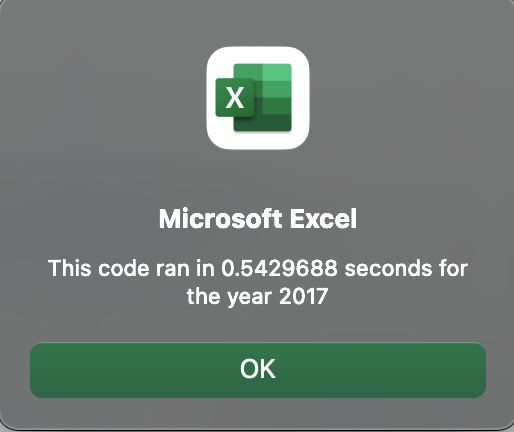 X
Microsoft Excel
This code ran in 0.5429688 seconds for
the year 2017
OK